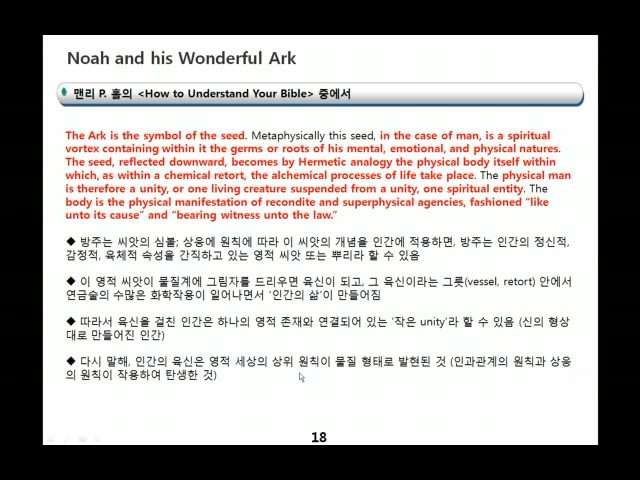 Noah and his Wonderful Ark
맨리 P. 홀의 <How to Understand Your Bible> 중에서
The Ark is the symbol of the seed. Metaphysically this seed, in the case of man, is a spiritual
vortex containing within it the germs or roots of his mental, emotional, and physical natures.
The seed, reflected downward, becomes by Hermetic analogy the physical body itself within
which, as within a chemical retort, the alchemical processes of life take place. The physical man
is therefore a unity, or one living creature suspended from a unity, one spiritual entity. The
body is the physical manifestation of recondite and superphysical agencies, fashioned “like
unto its cause” and “bearing witness unto the law.”
◆ 방주는 씨앗의 심볼; 상응에 원칙에 따라 이 씨앗의 개념을 인간에 적용하면, 방주는 인간의 정신적,
감정적, 육체적 속성을 간직하고 있는 영적 씨앗 또는 뿌리라 할 수 있음
◆ 이 영적 씨앗이 물질계에 그림자를 드리우면 육신이 되고, 그 육신이라는 그릇(vessel, retort) 안에서
연금술의 수많은 화학작용이 일어나면서 ‘인간의 삶’이 만들어짐
◆ 따라서 육신을 걸친 인간은 하나의 영적 존재와 연결되어 있는 ‘작은 unity’라 할 수 있음 (신의 형상
대로 만들어진 인간)
◆ 다시 말해, 인간의 육신은 영적 세상의 상위 원칙이 물질 형태로 발현된 것 (인과관계의 원칙과 상응
의 원칙이 작용하여 탄생한 것)
18